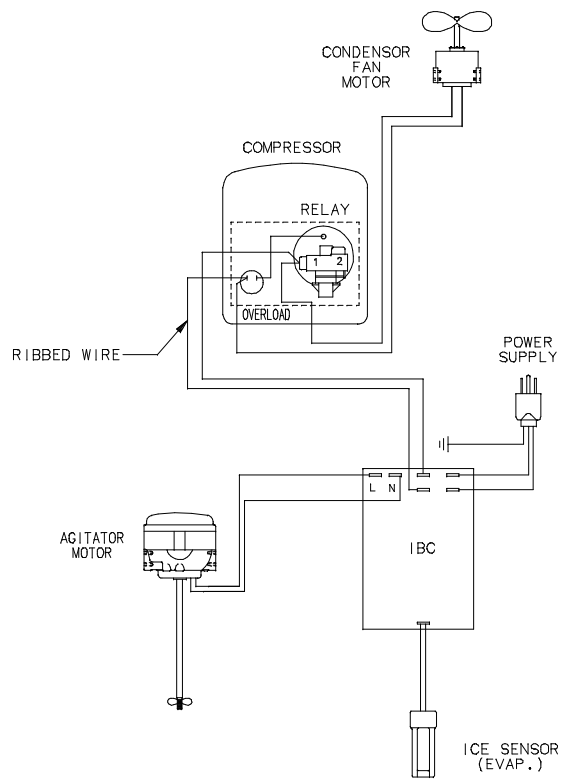 CONDENSOR
FAN
MOTOR
COMPRESSOR
RELAY
1 2
OVERLOAD
RIBBED WIRE
POWER
SUPPLY
L N
AGITATOR
MOTOR
IBC
ICE SENSOR
(EVAP.)